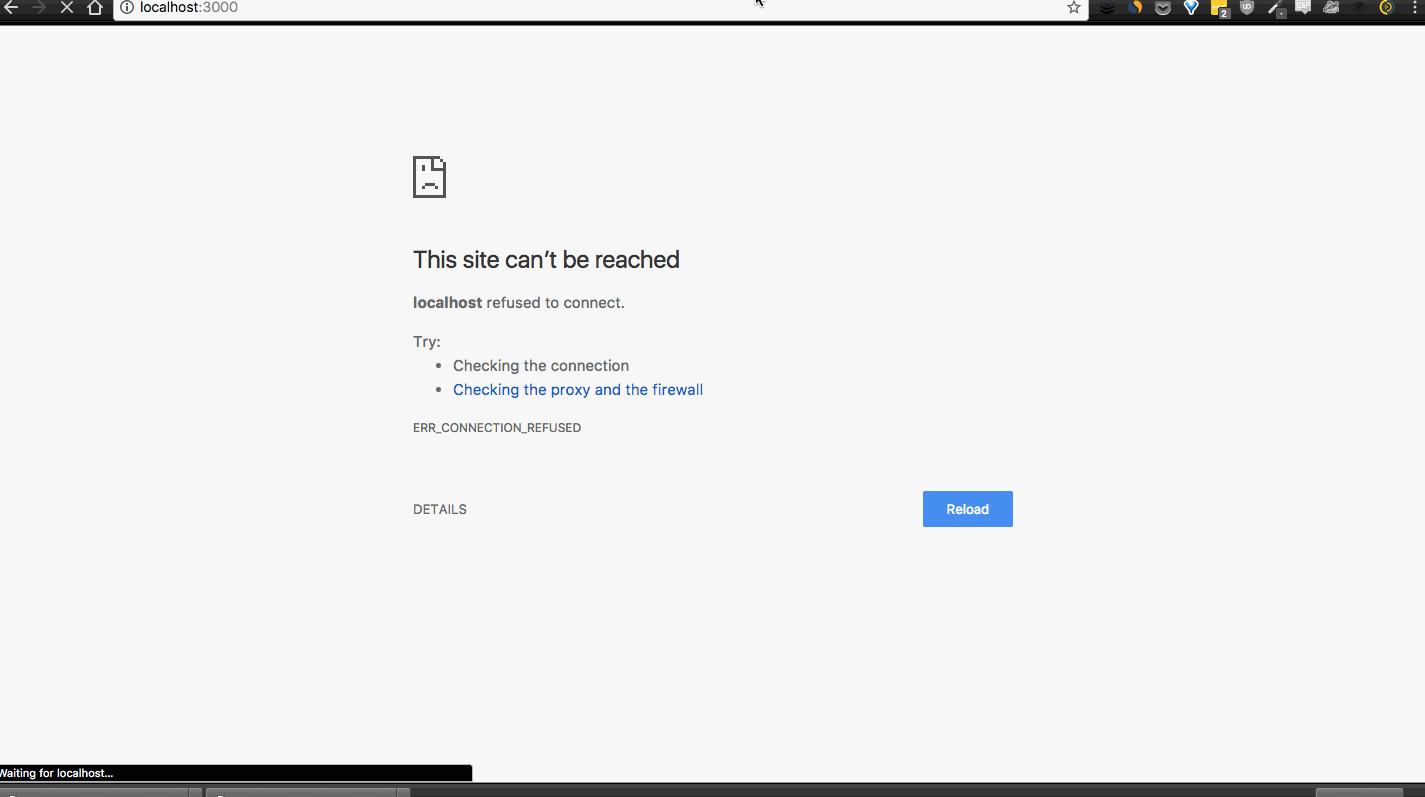 localhost:3000
2
This site can’t be reached
localhost refused to connect.
Try:
Checking the connection
Checking the proxy and the firewall
ERR_CONNECTION_REFUSED
DETAILS
Reload
Waiting for localhost...